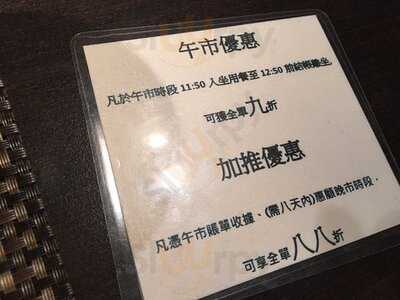 午市優惠
凡於午市時段 11:50 入坐用餐至 12:50 前結帳離坐
可獲全單九折
加推優惠
凡憑午市賬單收據、(需八天內)惠顧晚市時段,
可享全單八八折